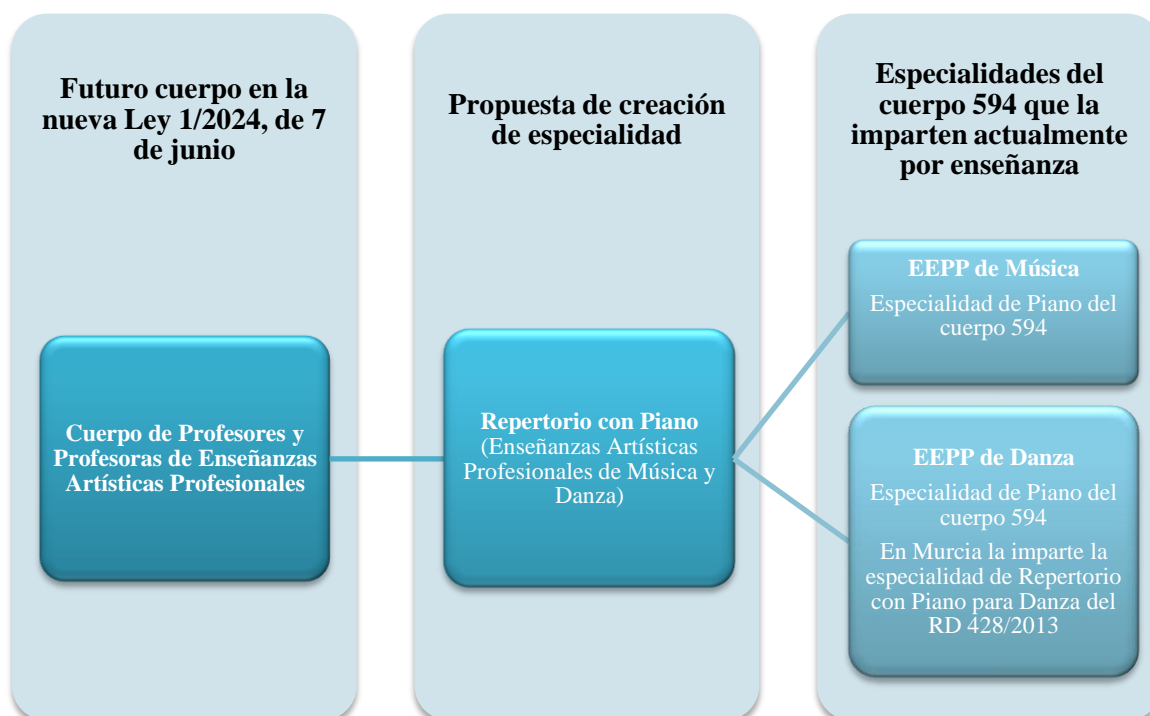 Futuro cuerpo en la
nueva Ley 1/2024, de 7
de junio
Cuerpo de Profesores y
Profesoras de Enseñanzas
Artísticas Profesionales
Propuesta de creación
de especialidad
Repertorio con Piano
(Enseñanzas Artísticas
Profesionales de Música y
Danza)
Especialidades del
cuerpo 594 que la
imparten actualmente
por enseñanza
EEPP de Música
Especialidad de Piano del
cuerpo 594
EEPP de Danza
Especialidad de Piano del
cuerpo 594
En Murcia la imparte la
especialidad de Repertorio
con Piano para Danza del
RD 428/2013